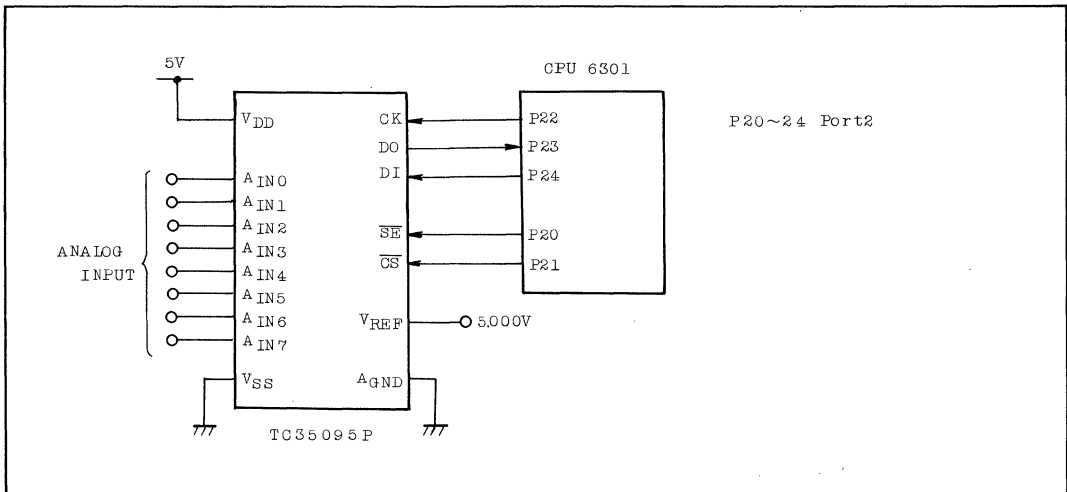 5V
CPU 6301
VDD
CK
P22
P20~24 Port2
DO
P23
DI
P24
AIN0
AIN1
AIN2
AIN3
AIN4
AIN5
AIN6
AIN7
ANALOG
INPUT
SE
P20
CS
P21
VREF
5.000V
VSS
AGND
TC35095P